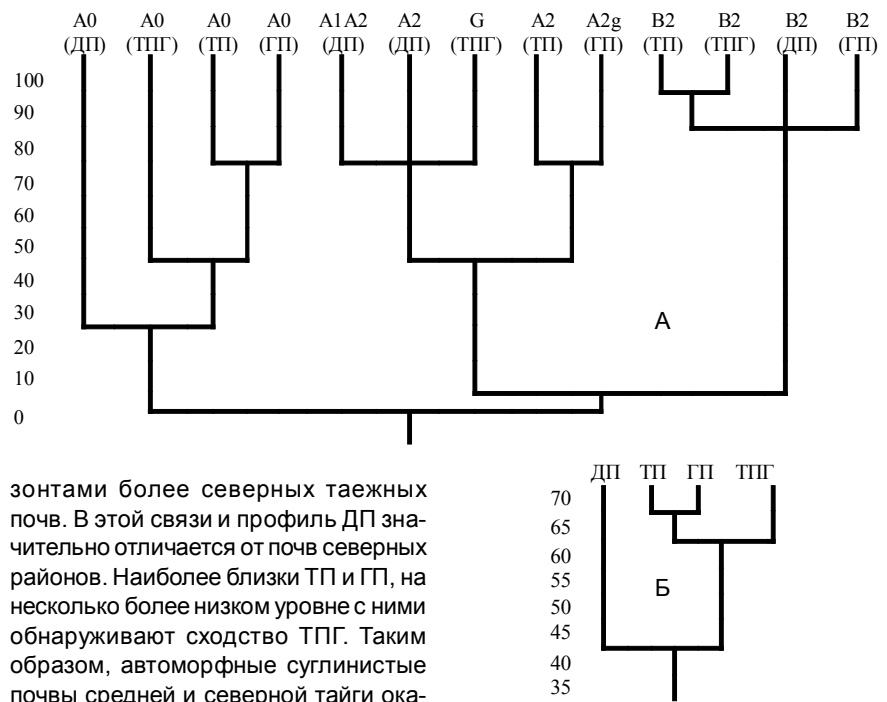 A0 A0 A0 A0 A1A2 A2 G A2 A2g B2 B2 B2 B2
(ДП) (ТПГ) (ТП) (ГП) (ДП) (ДП) (ТПГ) (ТП) (ГП) (ТП) (ТПГ) (ДП) (ГП)
100
90
80
70
60
50
40
30
20
10
0
А
зонтами более северных таежных
почв. В этой связи и профиль ДП зна-
чительно отличается от почв северных
районов. Наиболее близки ТП и ГП, на
несколько более низком уровне с ними
обнаруживают сходство ТПГ. Таким
образом, автоморфные суглинистые
почвы средней и северной тайги ока-
ДП ТП ГП ТПГ
70
65
60
55
50
45
40
35
Б